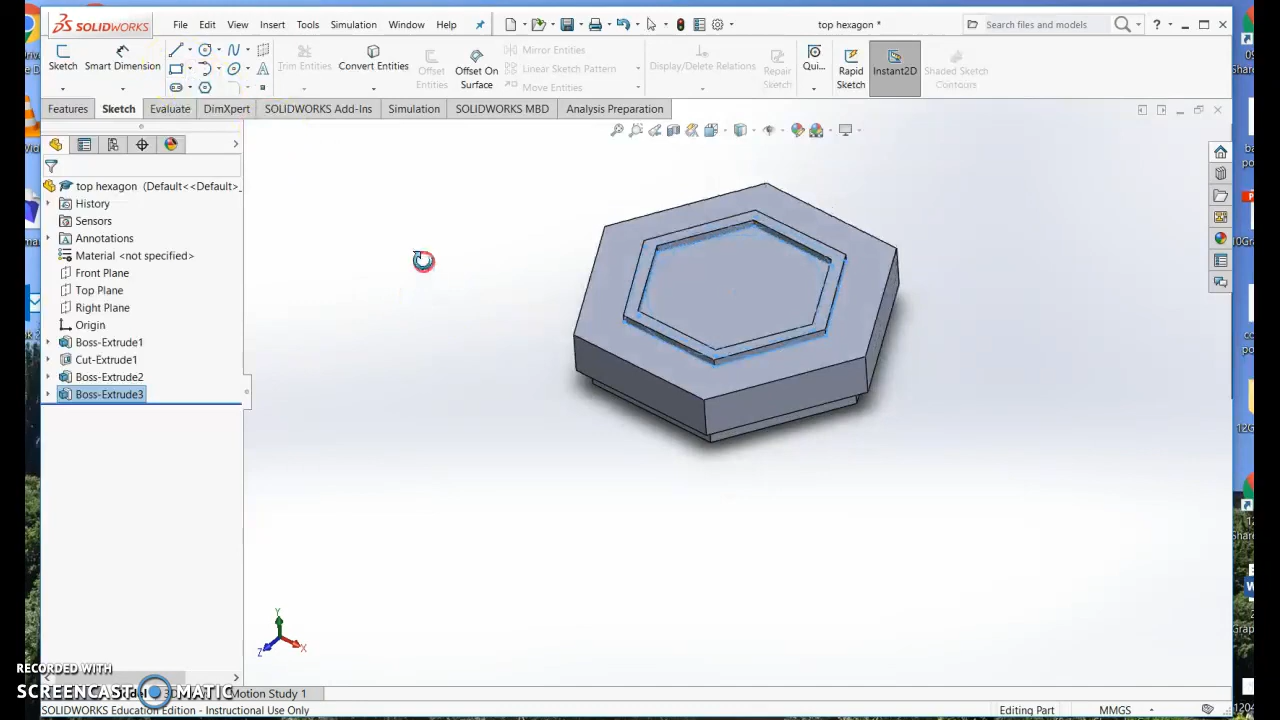 SOLIDWORKS File Edit View Insert Tools Simulation Window Help top hexagon * Search files and models
Sketch Smart Dimension Trim Entities Convert Entities Offset Entities Offset On Surface Mirror Entities Linear Sketch Pattern Move Entities Display/Delete Relations Repair Sketch Qui... Rapid Sketch Instant2D Shaded Sketch Contours
Features Sketch Evaluate DimXpert SOLIDWORKS Add-Ins Simulation SOLIDWORKS MBD Analysis Preparation
top hexagon (Default<<Default>_
History
Sensors
Annotations
Material <not specified>
Front Plane
Top Plane
Right Plane
Origin
Boss-Extrude1
Cut-Extrude1
Boss-Extrude2
Boss-Extrude3
Y
Z X
RECORDED WITH
SCREENCAST-O-MATIC
Motion Study 1
SOLIDWORKS Education Edition - Instructional Use Only Editing Part MMGS